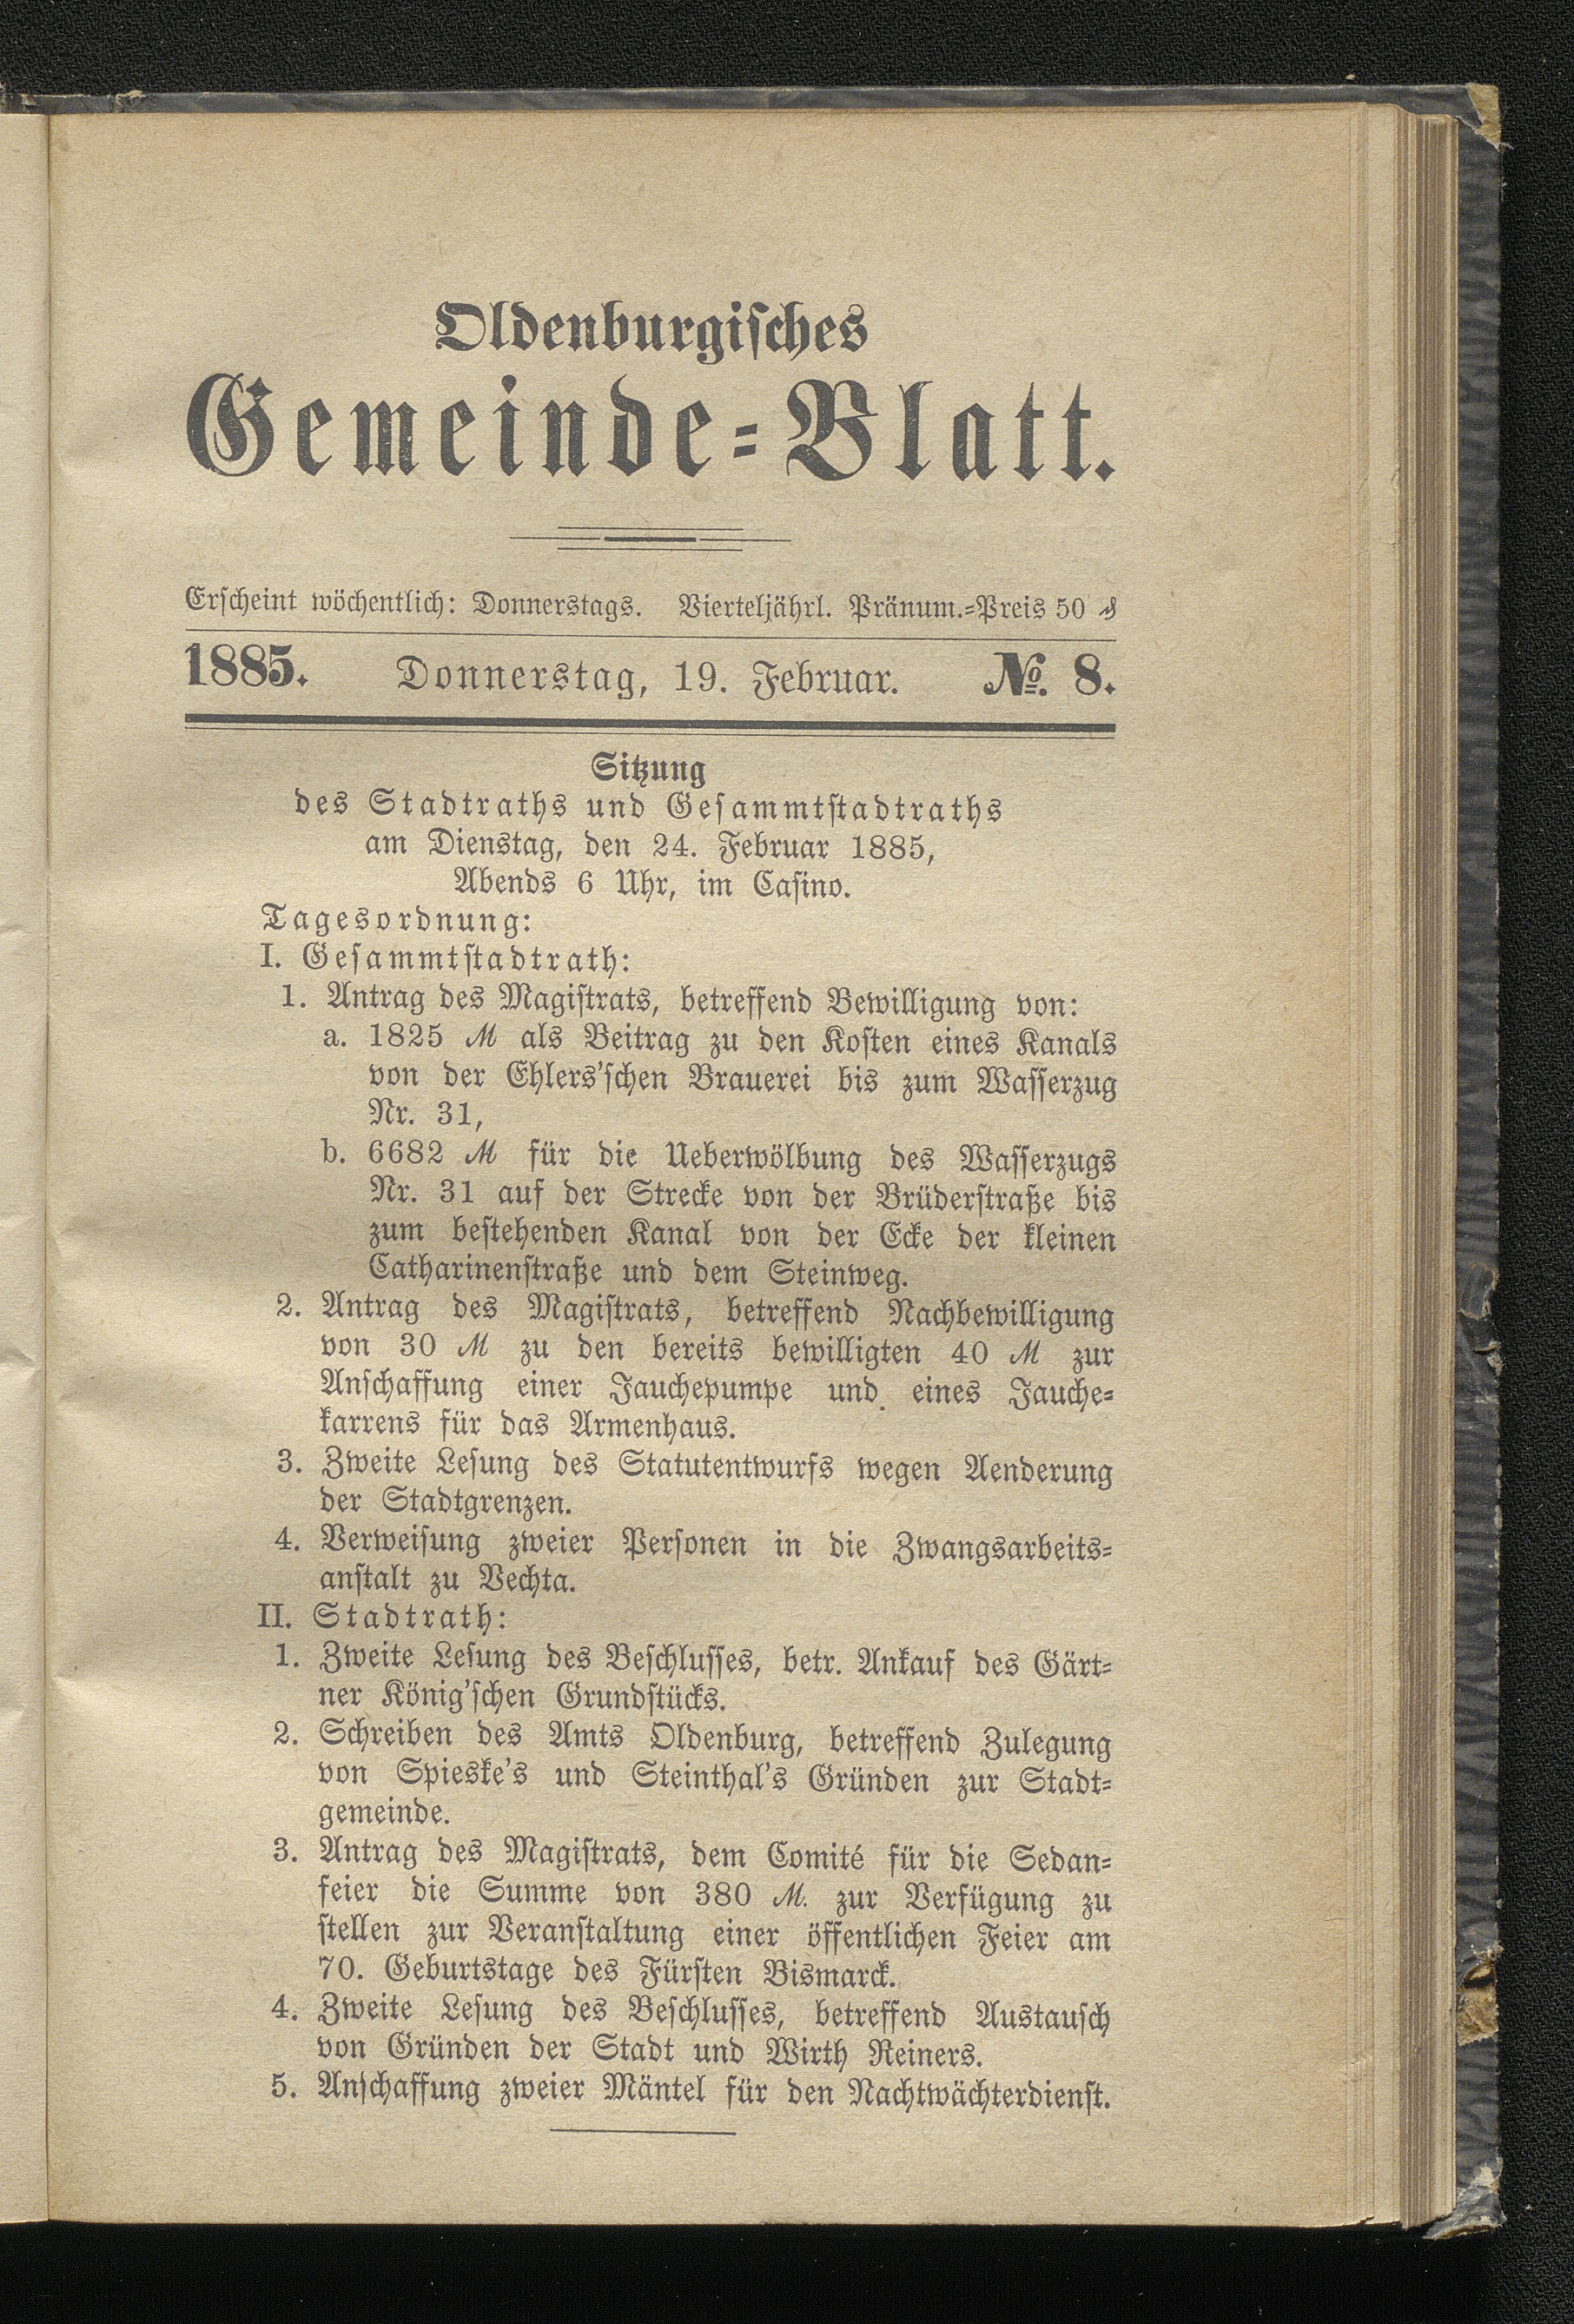 Oldenburgisches
Gemeinde-Blatt.
Erscheint wöchentlich: Donnerstags. Vierteljährl. Pränum.-Preis 50 ₰
1885. Donnerstag, 19. Februar. №. 8.
Sitzung
des Stadtraths und Gesammtstadtraths
am Dienstag, den 24. Februar 1885,
Abends 6 Uhr, im Casino.
Tagesordnung:
I. Gesammtstadtrath:
1. Antrag des Magistrats, betreffend Bewilligung von:
a. 1825 ℳ als Beitrag zu den Kosten eines Kanals
von der Ehlers'schen Brauerei bis zum Wasserzug
Nr. 31,
b. 6682 ℳ für die Ueberwölbung des Wasserzugs
Nr. 31 auf der Strecke von der Brüderstraße bis
zum bestehenden Kanal von der Ecke der kleinen
Catharinenstraße und dem Steinweg.
2. Antrag des Magistrats, betreffend Nachbewilligung
von 30 ℳ zu den bereits bewilligten 40 ℳ zur
Anschaffung einer Jauchepumpe und eines Jauche-
karrens für das Armenhaus.
3. Zweite Lesung des Statutentwurfs wegen Aenderung
der Stadtgrenzen.
4. Verweisung zweier Personen in die Zwangsarbeits-
anstalt zu Vechta.
II. Stadtrath:
1. Zweite Lesung des Beschlusses, betr. Ankauf des Gärt-
ner König'schen Grundstücks.
2. Schreiben des Amts Oldenburg, betreffend Zulegung
von Spieske's und Steinthal's Gründen zur Stadt-
gemeinde.
3. Antrag des Magistrats, dem Comité für die Sedan-
feier die Summe von 380 ℳ. zur Verfügung zu
stellen zur Veranstaltung einer öffentlichen Feier am
70. Geburtstage des Fürsten Bismarck.
4. Zweite Lesung des Beschlusses, betreffend Austausch
von Gründen der Stadt und Wirth Reiners.
5. Anschaffung zweier Mäntel für den Nachtwächterdienst.